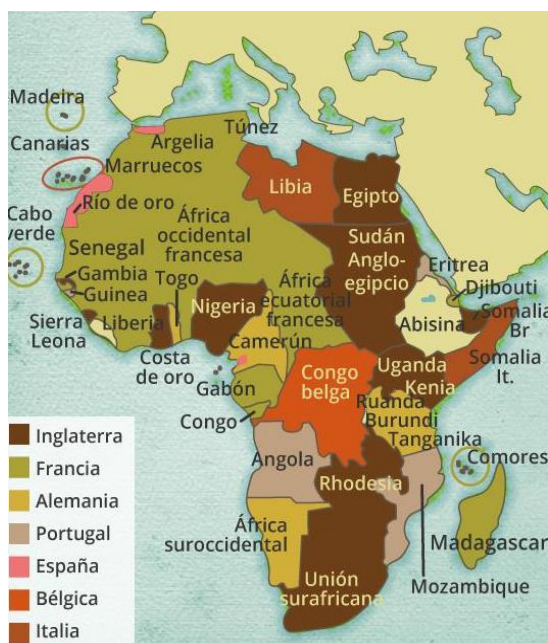 Madeira
Canarias
Argelia
Túnez
Marruecos
Libia
Egipto
Río de oro
Cabo
verde
África
occidental
francesa
Senegal
Gambia
Guinea
Togo
Sudán
Anglo-
egipcio
Eritrea
Djibouti
Nigeria
África
ecuatorial
francesa
Abisina
Somalia
Br
Sierra
Leona
Liberia
Camerún
Costa
de oro
Uganda
Kenia
Somalia
It.
Congo
belga
Gabón
Ruanda
Burundi
Congo
Tanganika
Comores
Angola
Rhodesia
África
suroccidental
Madagascar
Mozambique
Unión
surafricana
Inglaterra
Francia
Alemania
Portugal
España
Bélgica
Italia